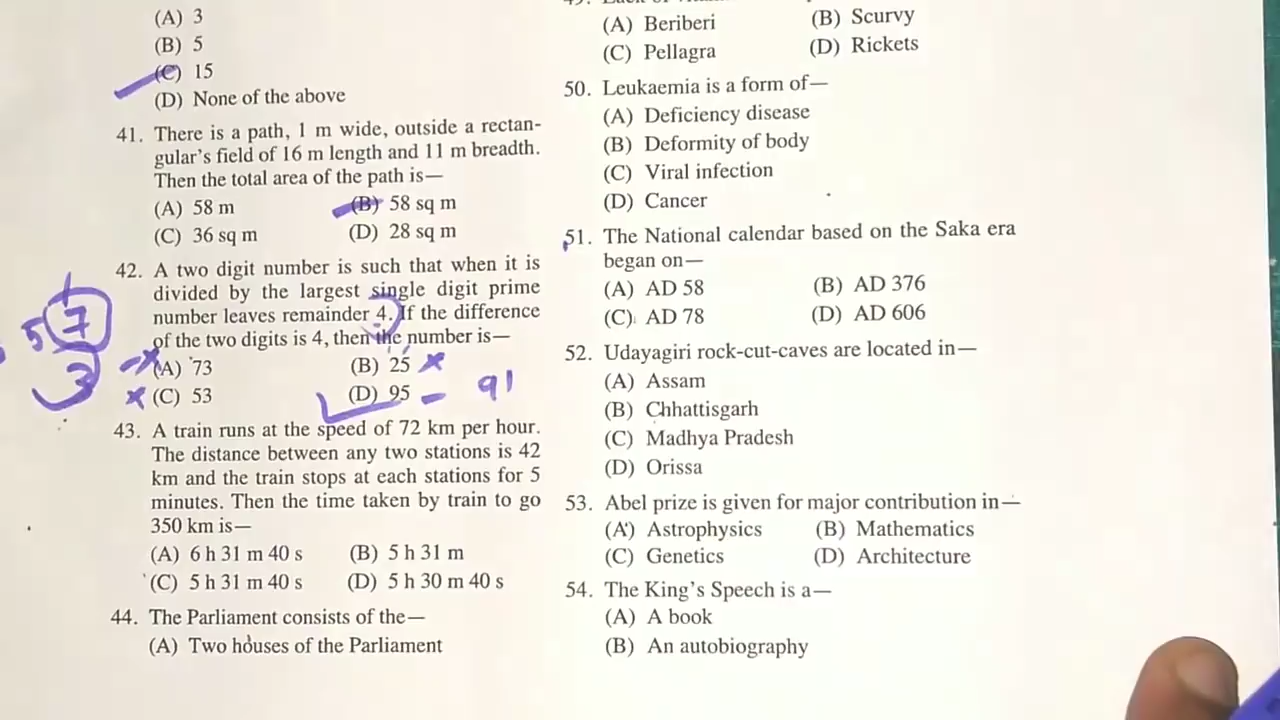 (A) 3
(B) 5
(C) 15
(D) None of the above
41. There is a path, 1 m wide, outside a rectan-
gular's field of 16 m length and 11 m breadth.
Then the total area of the path is—
(A) 58 m (B) 58 sq m
(C) 36 sq m (D) 28 sq m
42. A two digit number is such that when it is
divided by the largest single digit prime
number leaves remainder 4. If the difference
of the two digits is 4, then the number is—
(A) 73 (B) 25
(C) 53 (D) 95
5 7
3
91
43. A train runs at the speed of 72 km per hour.
The distance between any two stations is 42
km and the train stops at each stations for 5
minutes. Then the time taken by train to go
350 km is—
(A) 6 h 31 m 40 s (B) 5 h 31 m
(C) 5 h 31 m 40 s (D) 5 h 30 m 40 s
44. The Parliament consists of the—
(A) Two houses of the Parliament
(A) Beriberi (B) Scurvy
(C) Pellagra (D) Rickets
50. Leukaemia is a form of—
(A) Deficiency disease
(B) Deformity of body
(C) Viral infection
(D) Cancer
51. The National calendar based on the Saka era
began on—
(A) AD 58 (B) AD 376
(C) AD 78 (D) AD 606
52. Udayagiri rock-cut-caves are located in—
(A) Assam
(B) Chhattisgarh
(C) Madhya Pradesh
(D) Orissa
53. Abel prize is given for major contribution in—
(A) Astrophysics (B) Mathematics
(C) Genetics (D) Architecture
54. The King's Speech is a—
(A) A book
(B) An autobiography